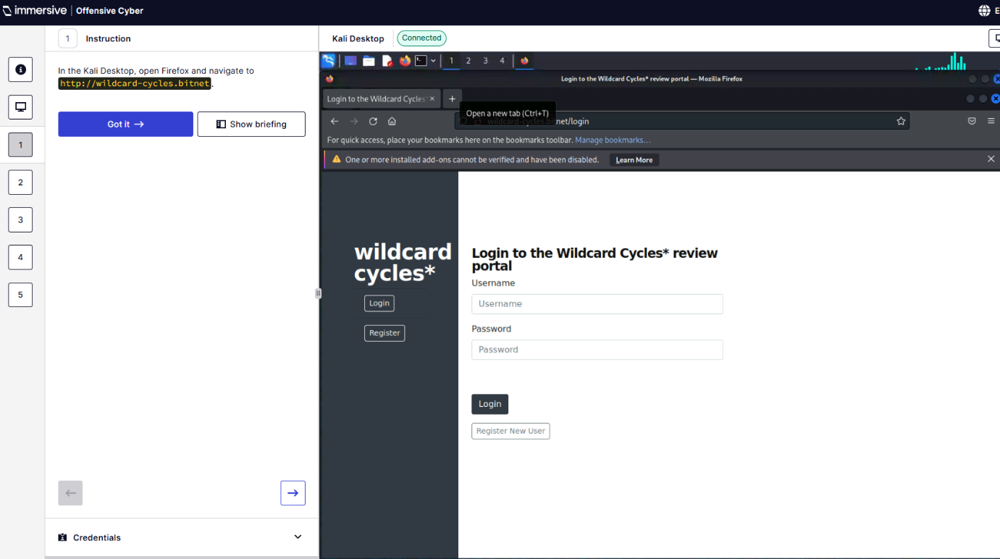 immersive | Offensive Cyber
E
1 Instruction
In the Kali Desktop, open Firefox and navigate to
http://wildcard-cycles.bitnet.
Got it →
Show briefing
1
2
3
4
5
Credentials
Kali Desktop
Connected
1 2 3 4
Login to the Wildcard Cycles* review portal — Mozilla Firefox
Login to the Wildcard Cycles*
Open a new tab (Ctrl+T)
wildcard-cycles.bitnet/login
For quick access, place your bookmarks here on the bookmarks toolbar. Manage bookmarks…
One or more installed add-ons cannot be verified and have been disabled. Learn More
wildcard
cycles*
Login
Register
Login to the Wildcard Cycles* review
portal
Username
Username
Password
Password
Login
Register New User